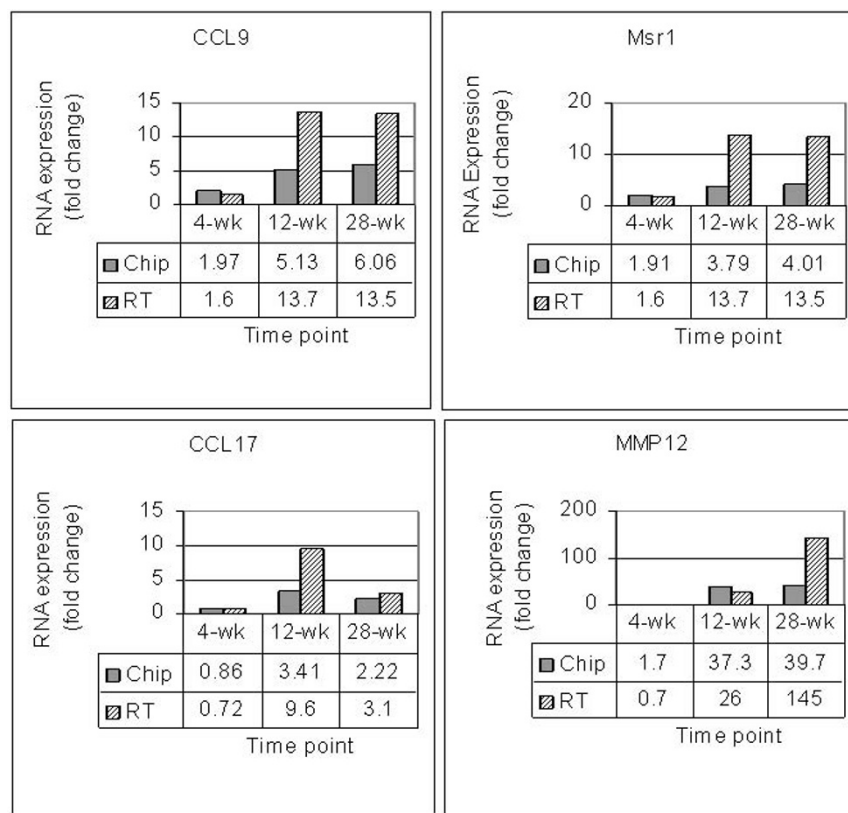 CCL9
RNA expression
(fold change)
15
10
5
0
4-wk 12-wk 28-wk
Chip 1.97 5.13 6.06
RT 1.6 13.7 13.5
Time point
Msr1
RNA Expression
(fold change)
20
10
0
4-wk 12-wk 28-wk
Chip 1.91 3.79 4.01
RT 1.6 13.7 13.5
Time point
CCL17
RNA expression
(fold change)
15
10
5
0
4-wk 12-wk 28-wk
Chip 0.86 3.41 2.22
RT 0.72 9.6 3.1
Time point
MMP12
RNA expression
(fold change)
200
100
0
4-wk 12-wk 28-wk
Chip 1.7 37.3 39.7
RT 0.7 26 145
Time point